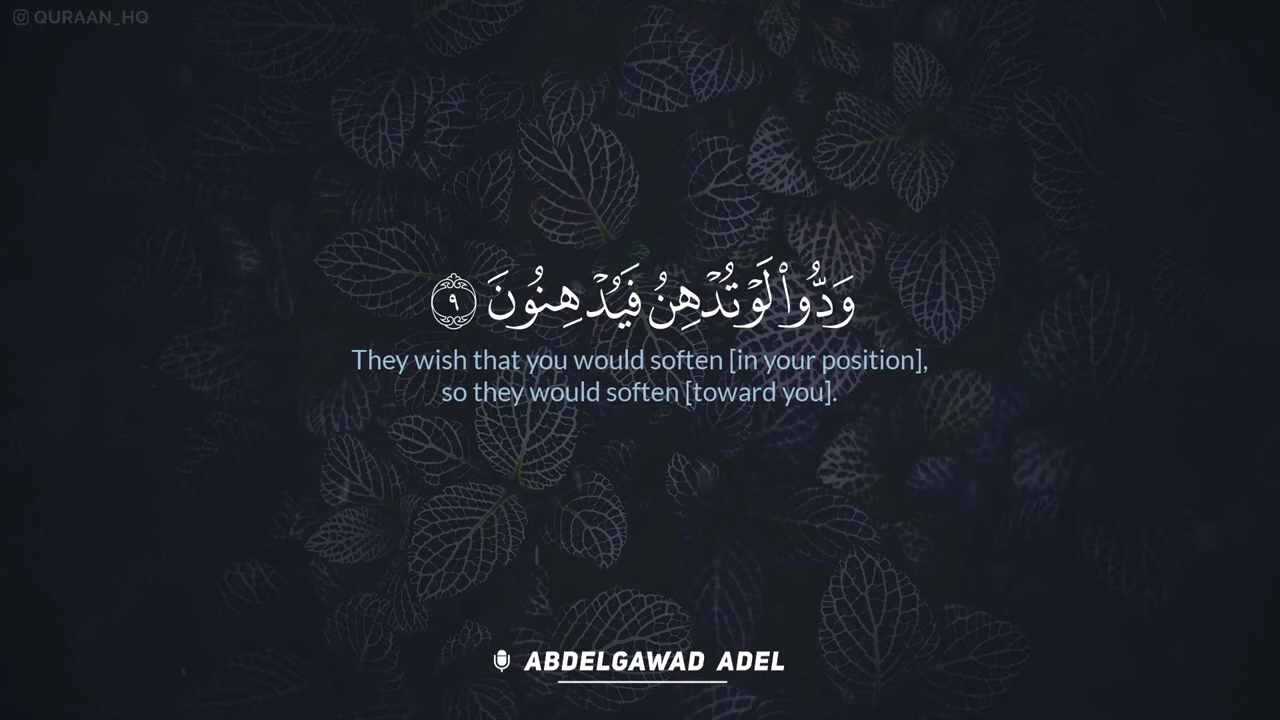 QURAAN_HQ
وَدُّوا۟ لَوْ تُدْهِنُ فَيُدْهِنُونَ ٩
They wish that you would soften [in your position],
so they would soften [toward you].
ABDELGAWAD ADEL